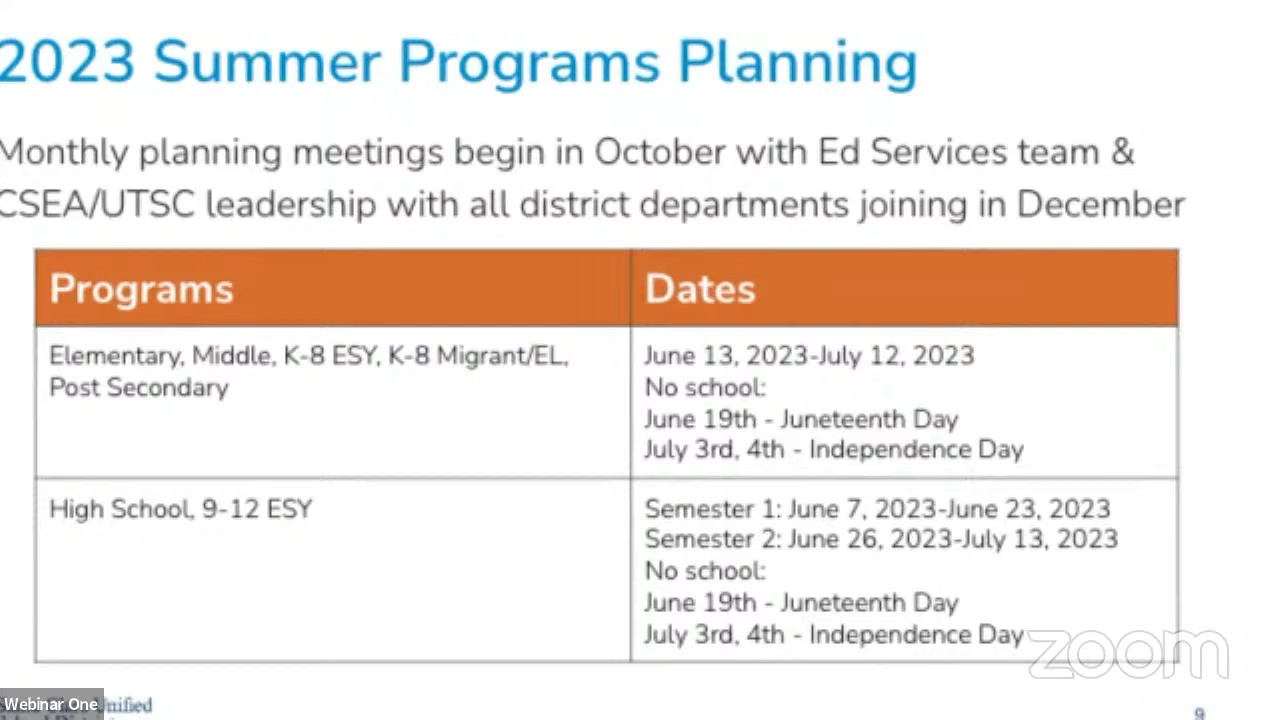 2023 Summer Programs Planning
Monthly planning meetings begin in October with Ed Services team &
CSEA/UTSC leadership with all district departments joining in December
Programs
Dates
Elementary, Middle, K-8 ESY, K-8 Migrant/EL,
Post Secondary
June 13, 2023-July 12, 2023
No school:
June 19th - Juneteenth Day
July 3rd, 4th - Independence Day
High School, 9-12 ESY
Semester 1: June 7, 2023-June 23, 2023
Semester 2: June 26, 2023-July 13, 2023
No school:
June 19th - Juneteenth Day
July 3rd, 4th - Independence Day
zoom
Webinar One
Unified
9